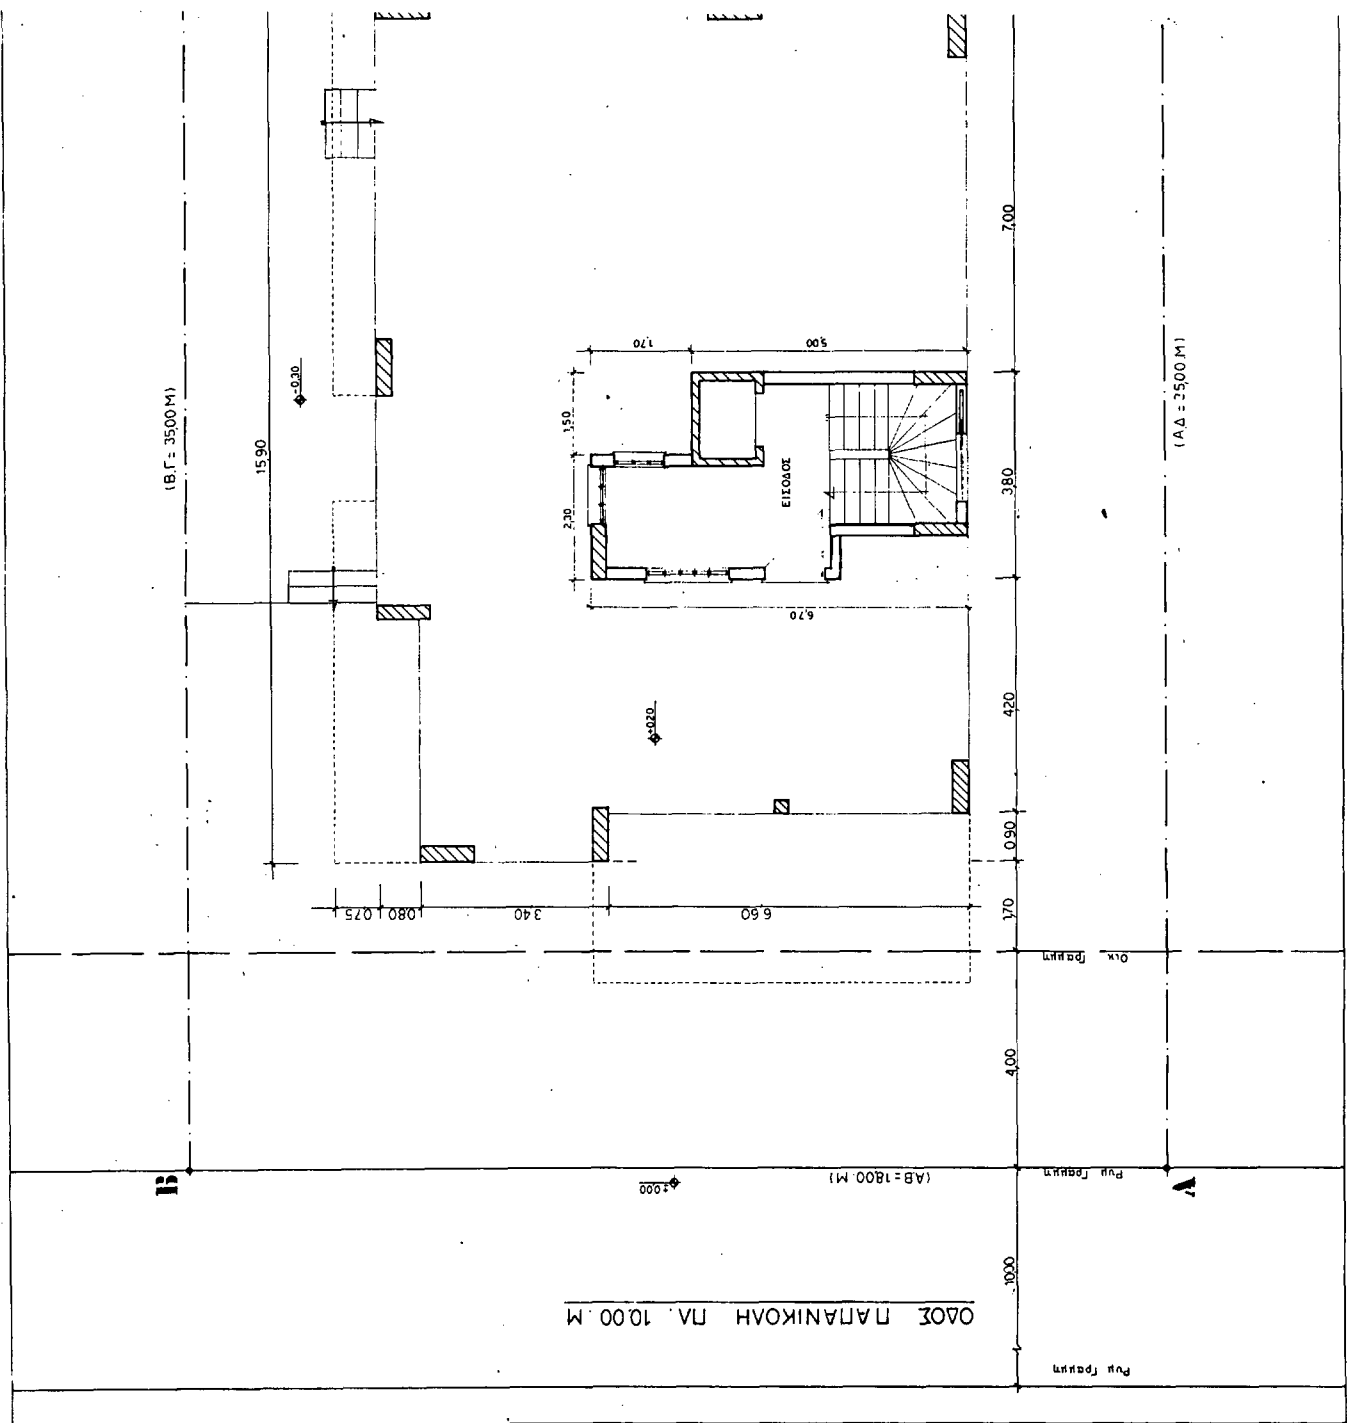 7,00
(Β.Γ = 35,00 Μ)
15,90
-0,30
1,70
5,00
(Α.Δ = 35,00 Μ)
1,50
ΕΙΣΟΔΟΣ
3,80
2,30
6,70
4,20
+0,20
0,90
0,75
0,80
3,40
6,60
1,70
Οικ Γραμμη
4,00
Β
±0,00
(ΑΒ=18,00 Μ)
Ρυμ Γραμμη
Α
10,00
ΟΔΟΣ ΠΑΠΑΝΙΚΟΛΗ ΠΛ. 10.00 Μ
Ρυμ Γραμμη